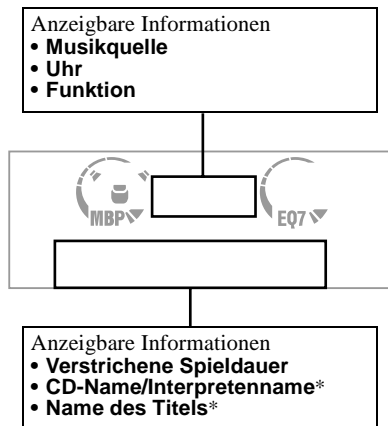 Anzeigbare Informationen
• Musikquelle
• Uhr
• Funktion
MBP EQ7
Anzeigbare Informationen
• Verstrichene Spieldauer
• CD-Name/Interpretenname*
• Name des Titels*